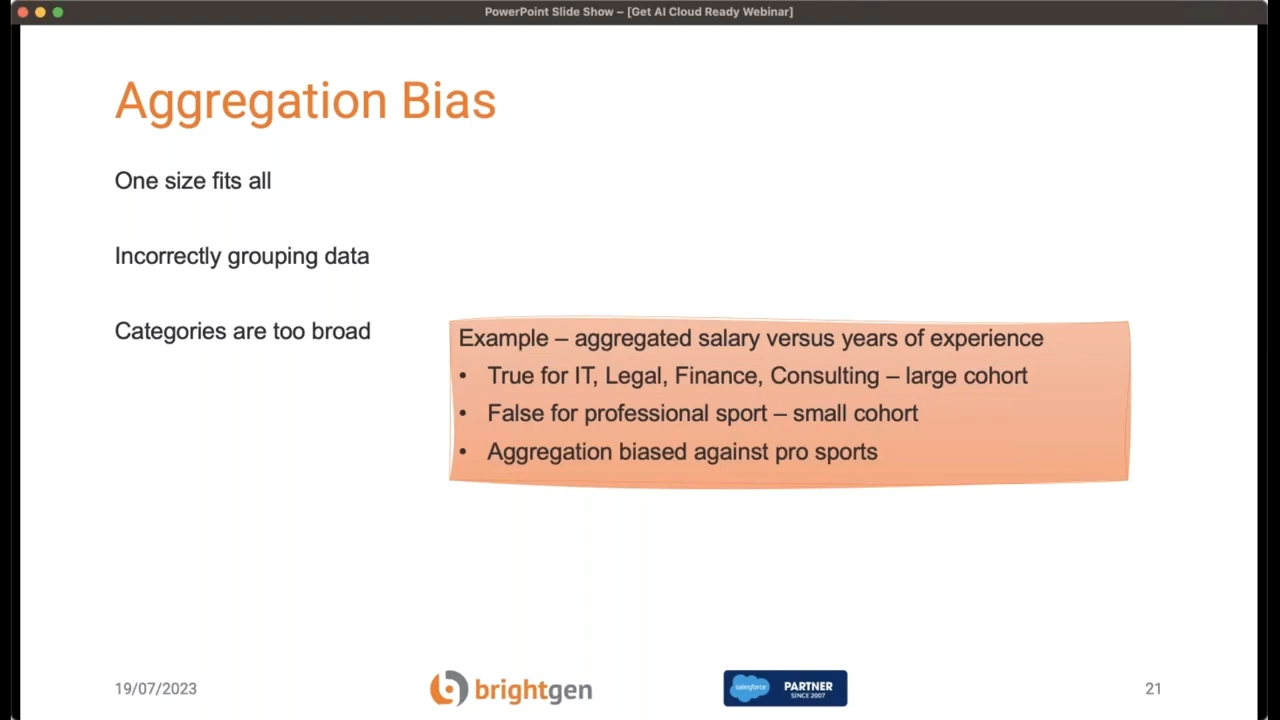 PowerPoint Slide Show – [Get AI Cloud Ready Webinar]
Aggregation Bias
One size fits all
Incorrectly grouping data
Categories are too broad
Example – aggregated salary versus years of experience
• True for IT, Legal, Finance, Consulting – large cohort
• False for professional sport – small cohort
• Aggregation biased against pro sports
19/07/2023
brightgen
salesforce
PARTNER
SINCE 2007
21